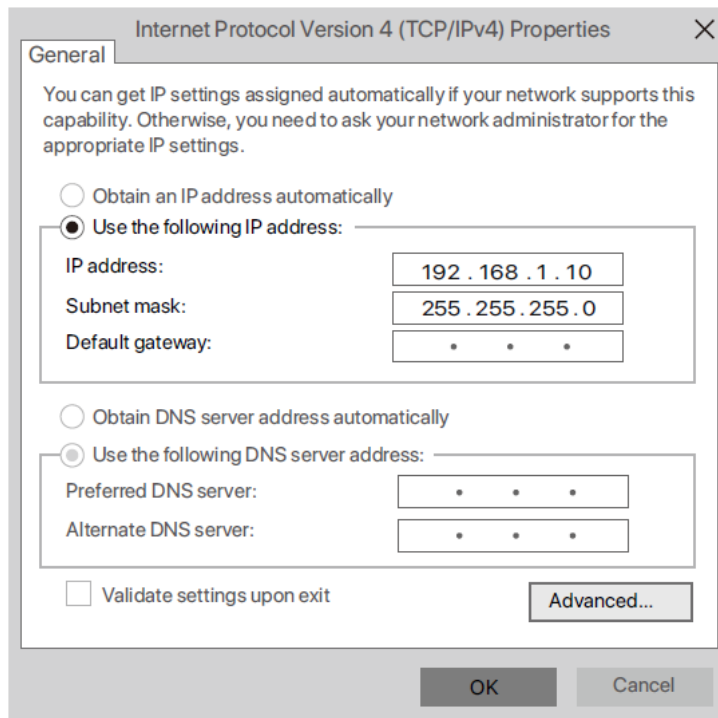 Internet Protocol Version 4 (TCP/IPv4) Properties
General
You can get IP settings assigned automatically if your network supports this
capability. Otherwise, you need to ask your network administrator for the
appropriate IP settings.
Obtain an IP address automatically
Use the following IP address:
IP address: 192 . 168 . 1 . 10
Subnet mask: 255 . 255 . 255 . 0
Default gateway: . . .
Obtain DNS server address automatically
Use the following DNS server address:
Preferred DNS server: . . .
Alternate DNS server: . . .
Validate settings upon exit
Advanced...
OK Cancel